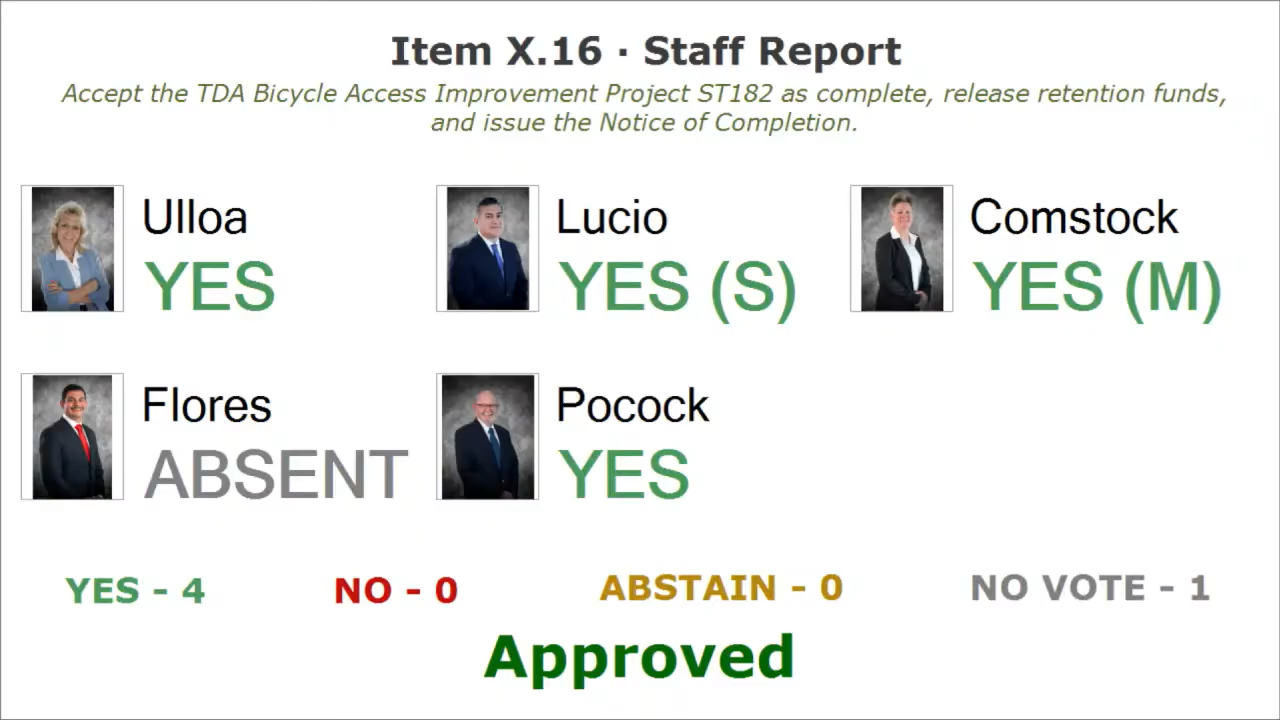 Item X.16 · Staff Report
Accept the TDA Bicycle Access Improvement Project ST182 as complete, release retention funds,
and issue the Notice of Completion.
Ulloa
YES
Lucio
YES (S)
Comstock
YES (M)
Flores
ABSENT
Pocock
YES
YES - 4
NO - 0
ABSTAIN - 0
NO VOTE - 1
Approved